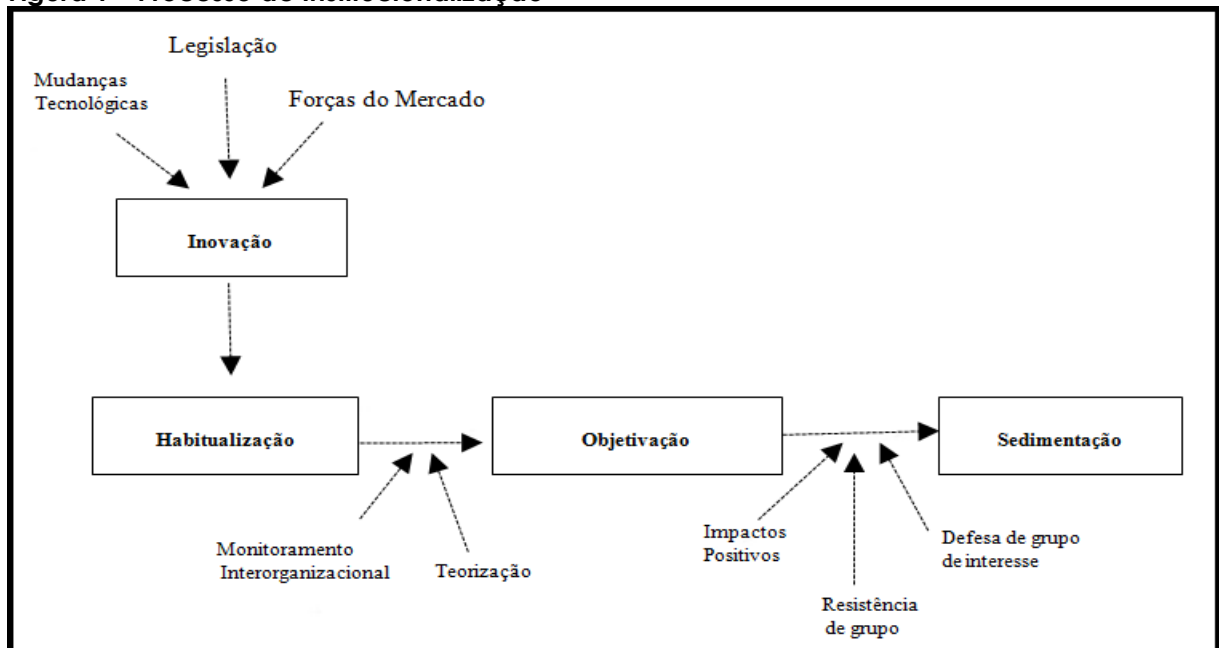 Legislação
Mudanças
Tecnológicas
Forças do Mercado
Inovação
Habitualização
Objetivação
Sedimentação
Monitoramento
Interorganizacional
Teorização
Impactos
Positivos
Defesa de grupo
de interesse
Resistência
de grupo